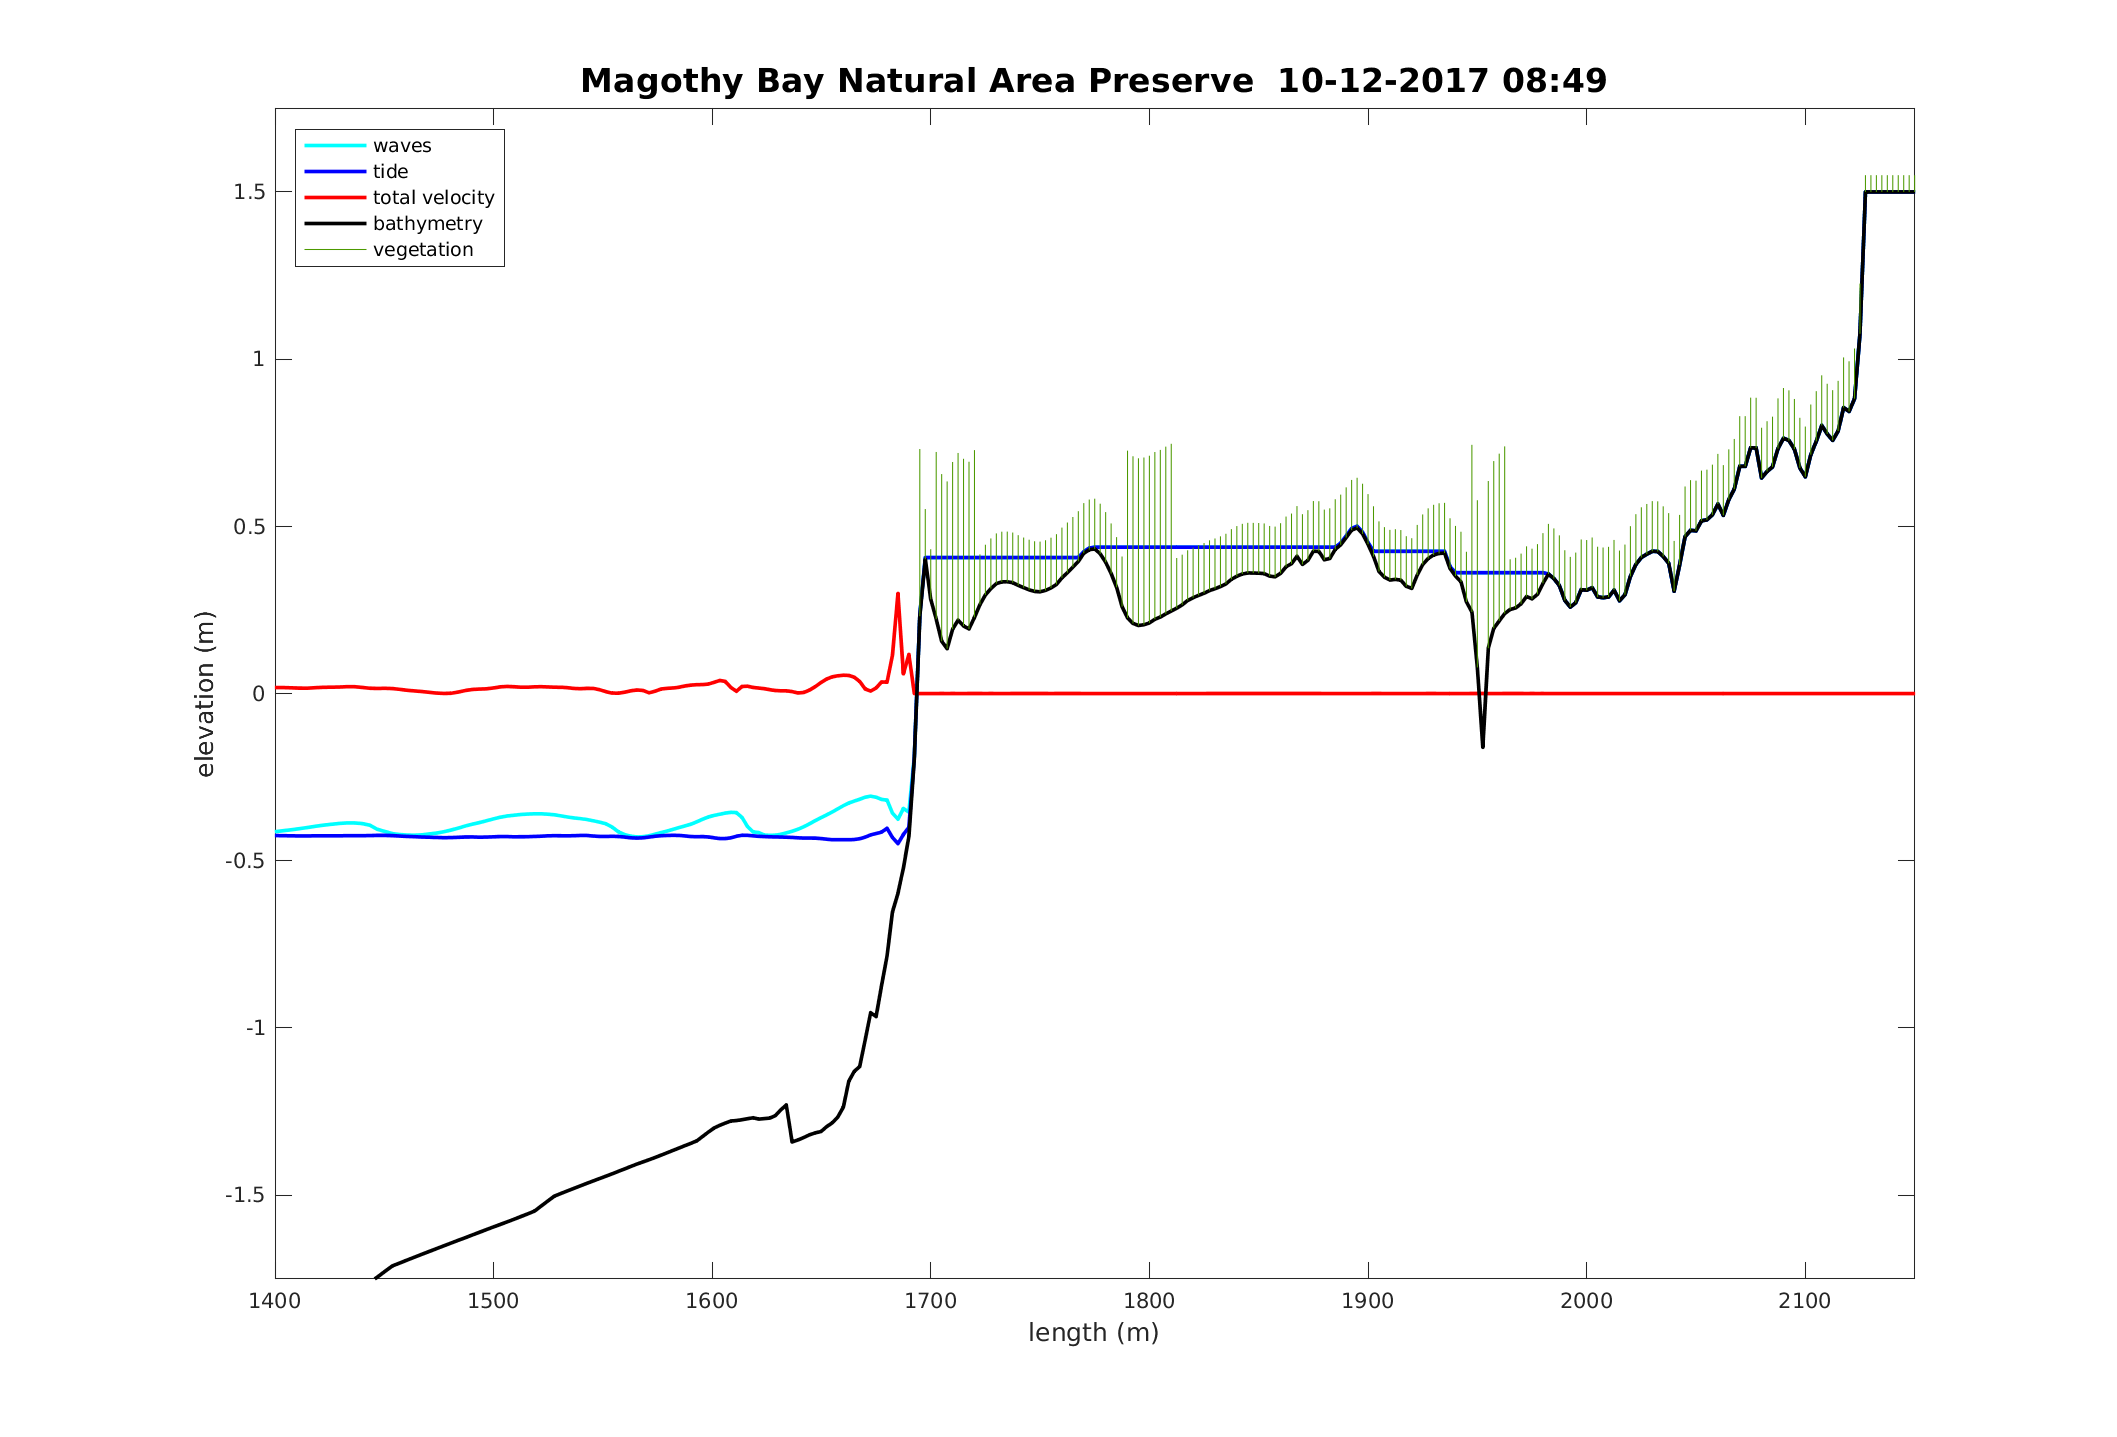 Magothy Bay Natural Area Preserve  10-12-2017 08:49
waves
tide
total velocity
bathymetry
vegetation
elevation (m)
1.5
1
0.5
0
-0.5
-1
-1.5
1400 1500 1600 1700 1800 1900 2000 2100
length (m)